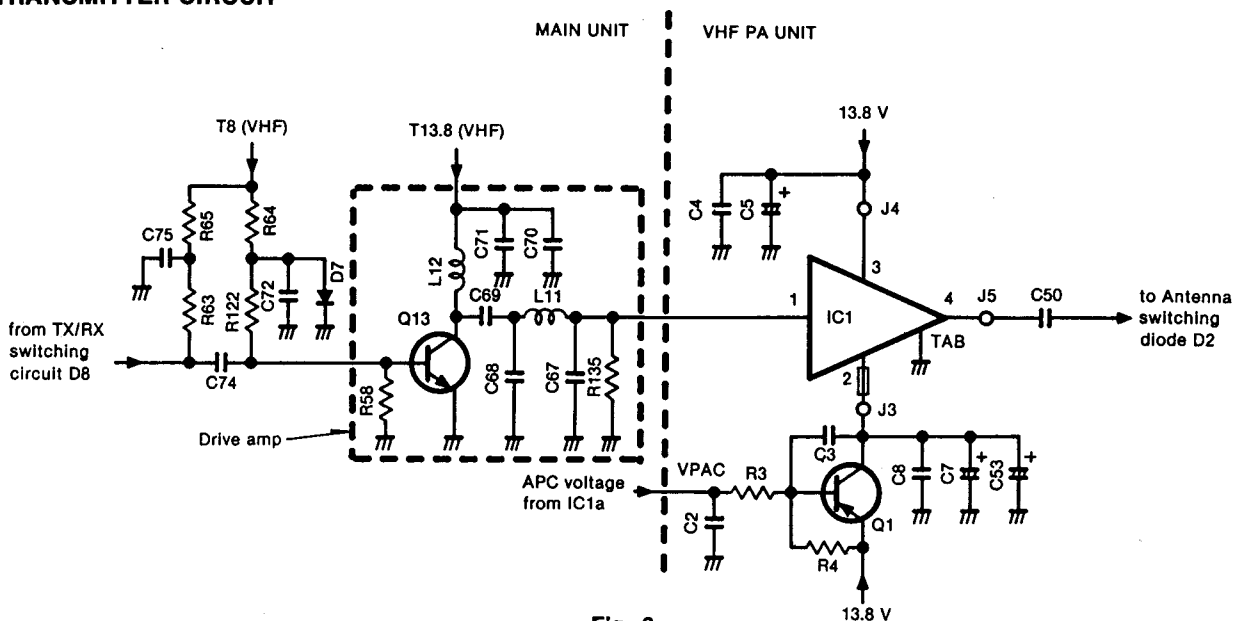 TRANSMITTER CIRCUIT
MAIN UNIT
VHF PA UNIT
T8 (VHF)
T13.8 (VHF)
13.8 V
C75
R65
R64
R63
R122
C72
D7
C74
L12
C71
C70
Q13
C69
L11
R58
C68
C67
R135
from TX/RX
switching
circuit D8
Drive amp
C4
C5
+
J4
3
1
IC1
4
TAB
2
J5
C50
to Antenna
switching
diode D2
J3
APC voltage
from IC1a
VPAC
C2
R3
C3
Q1
R4
C8
C7
+
C53
+
13.8 V